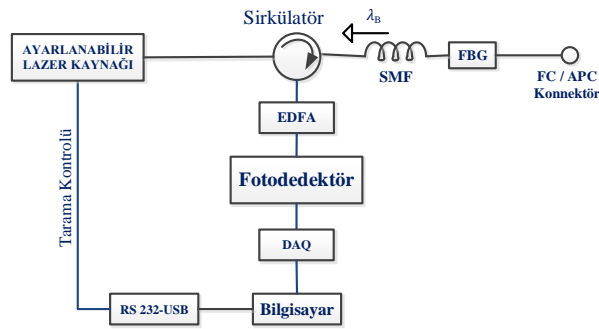 Sirkülatör
λB
AYARLANABİLİR
LAZER KAYNAĞI
FBG
SMF
FC / APC
Konnektör
EDFA
Tarama Kontrolü
Fotodedektör
DAQ
RS 232-USB
Bilgisayar